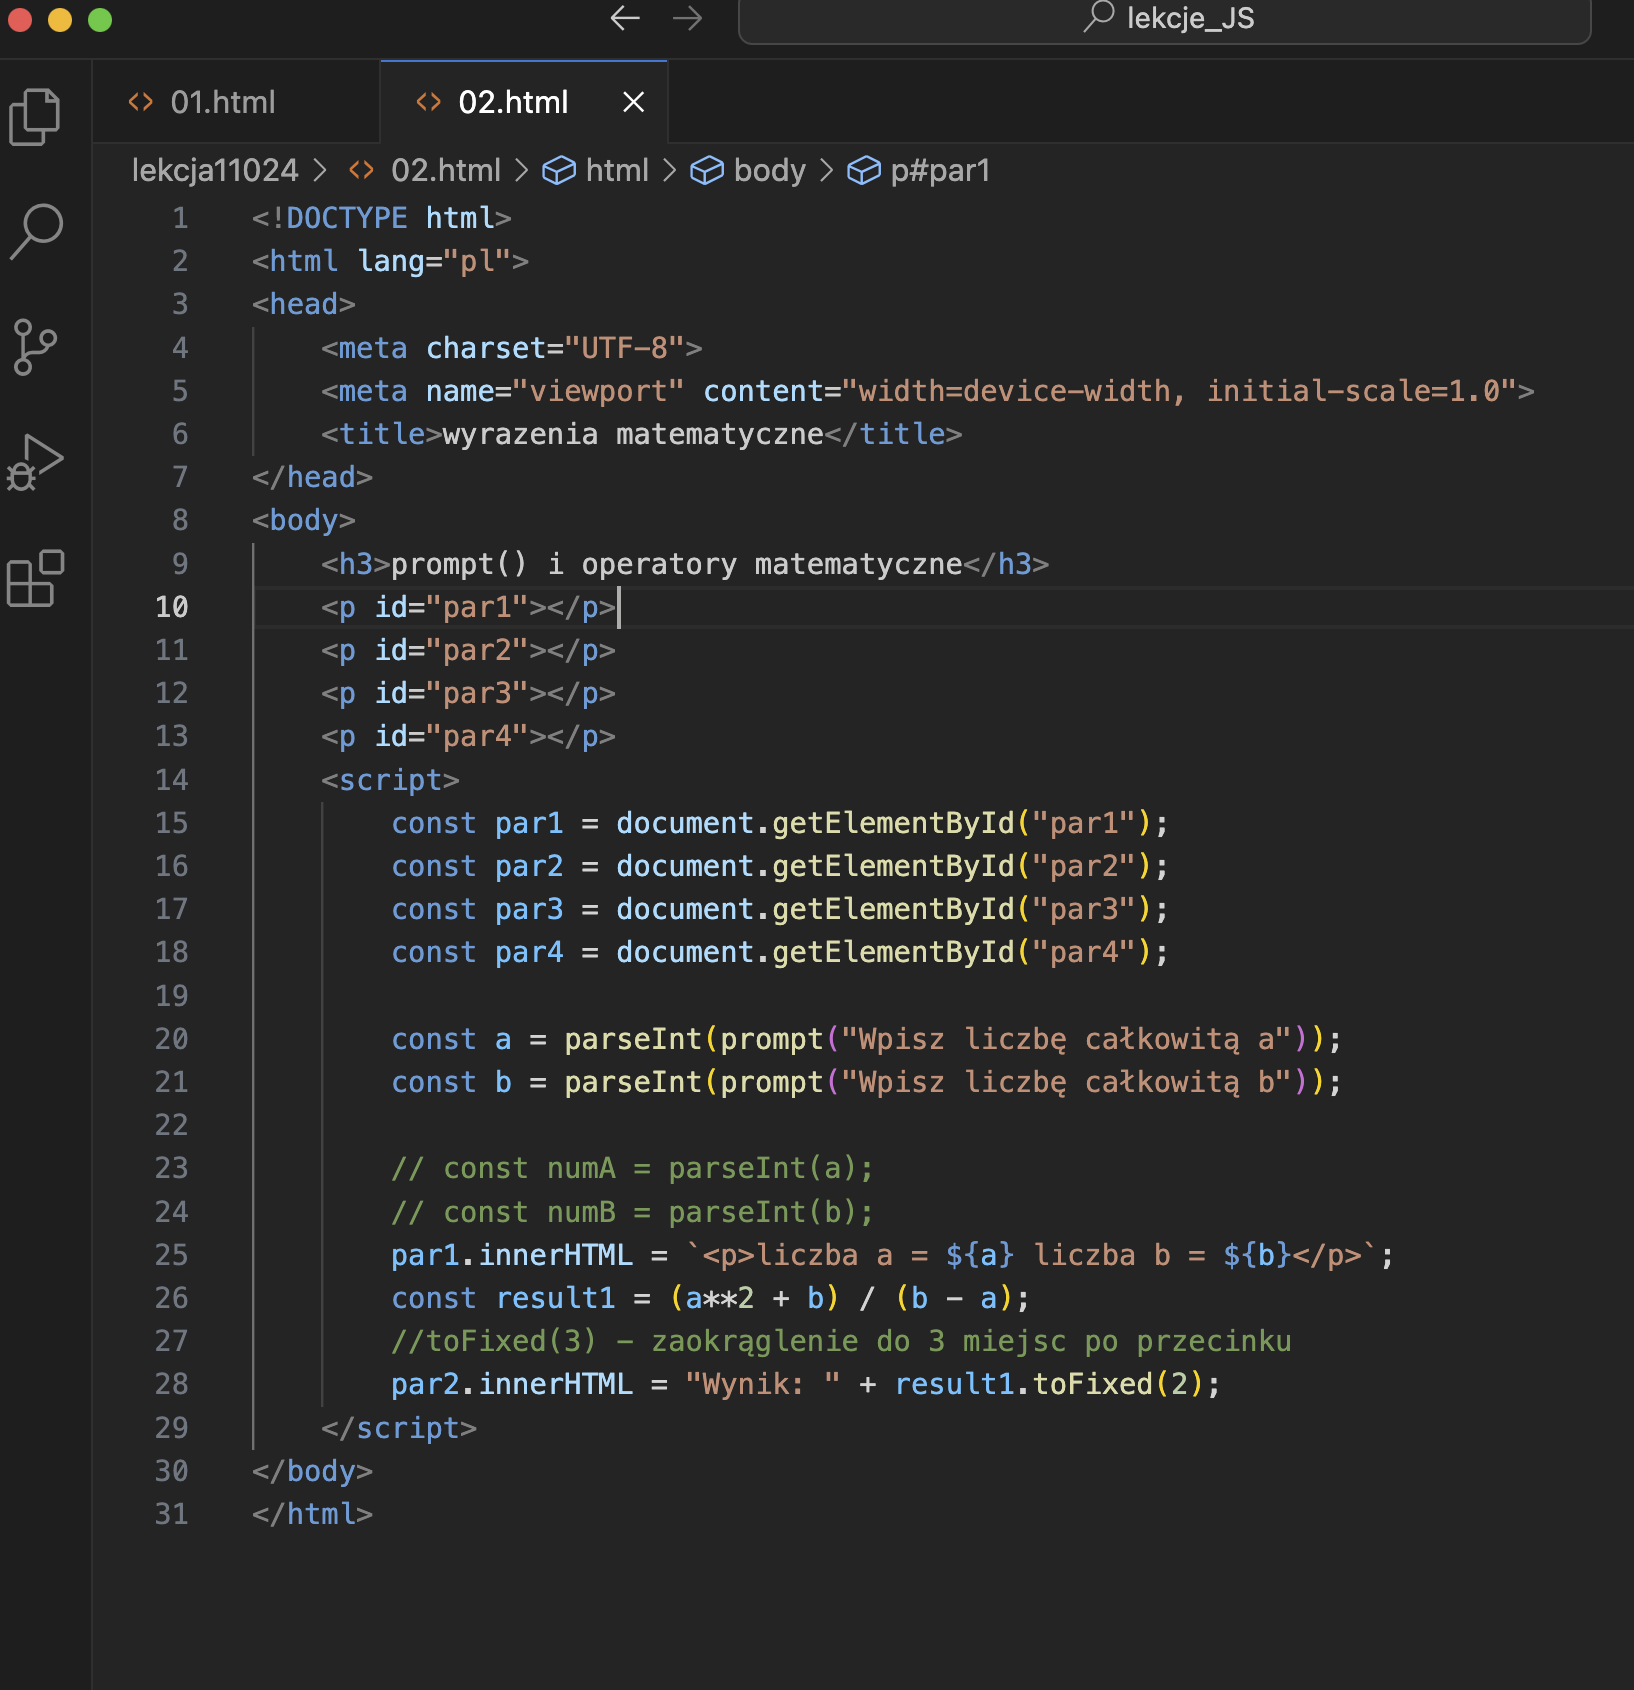 lekcje_JS
01.html
02.html
lekcja11024 > 02.html > html > body > p#par1
1 <!DOCTYPE html>
2 <html lang="pl">
3 <head>
4     <meta charset="UTF-8">
5     <meta name="viewport" content="width=device-width, initial-scale=1.0">
6     <title>wyrazenia matematyczne</title>
7 </head>
8 <body>
9     <h3>prompt() i operatory matematyczne</h3>
10     <p id="par1"></p>
11     <p id="par2"></p>
12     <p id="par3"></p>
13     <p id="par4"></p>
14     <script>
15         const par1 = document.getElementById("par1");
16         const par2 = document.getElementById("par2");
17         const par3 = document.getElementById("par3");
18         const par4 = document.getElementById("par4");
19
20         const a = parseInt(prompt("Wpisz liczbę całkowitą a"));
21         const b = parseInt(prompt("Wpisz liczbę całkowitą b"));
22
23         // const numA = parseInt(a);
24         // const numB = parseInt(b);
25         par1.innerHTML = `<p>liczba a = ${a} liczba b = ${b}</p>`;
26         const result1 = (a**2 + b) / (b - a);
27         //toFixed(3) - zaokrąglenie do 3 miejsc po przecinku
28         par2.innerHTML = "Wynik: " + result1.toFixed(2);
29     </script>
30 </body>
31 </html>